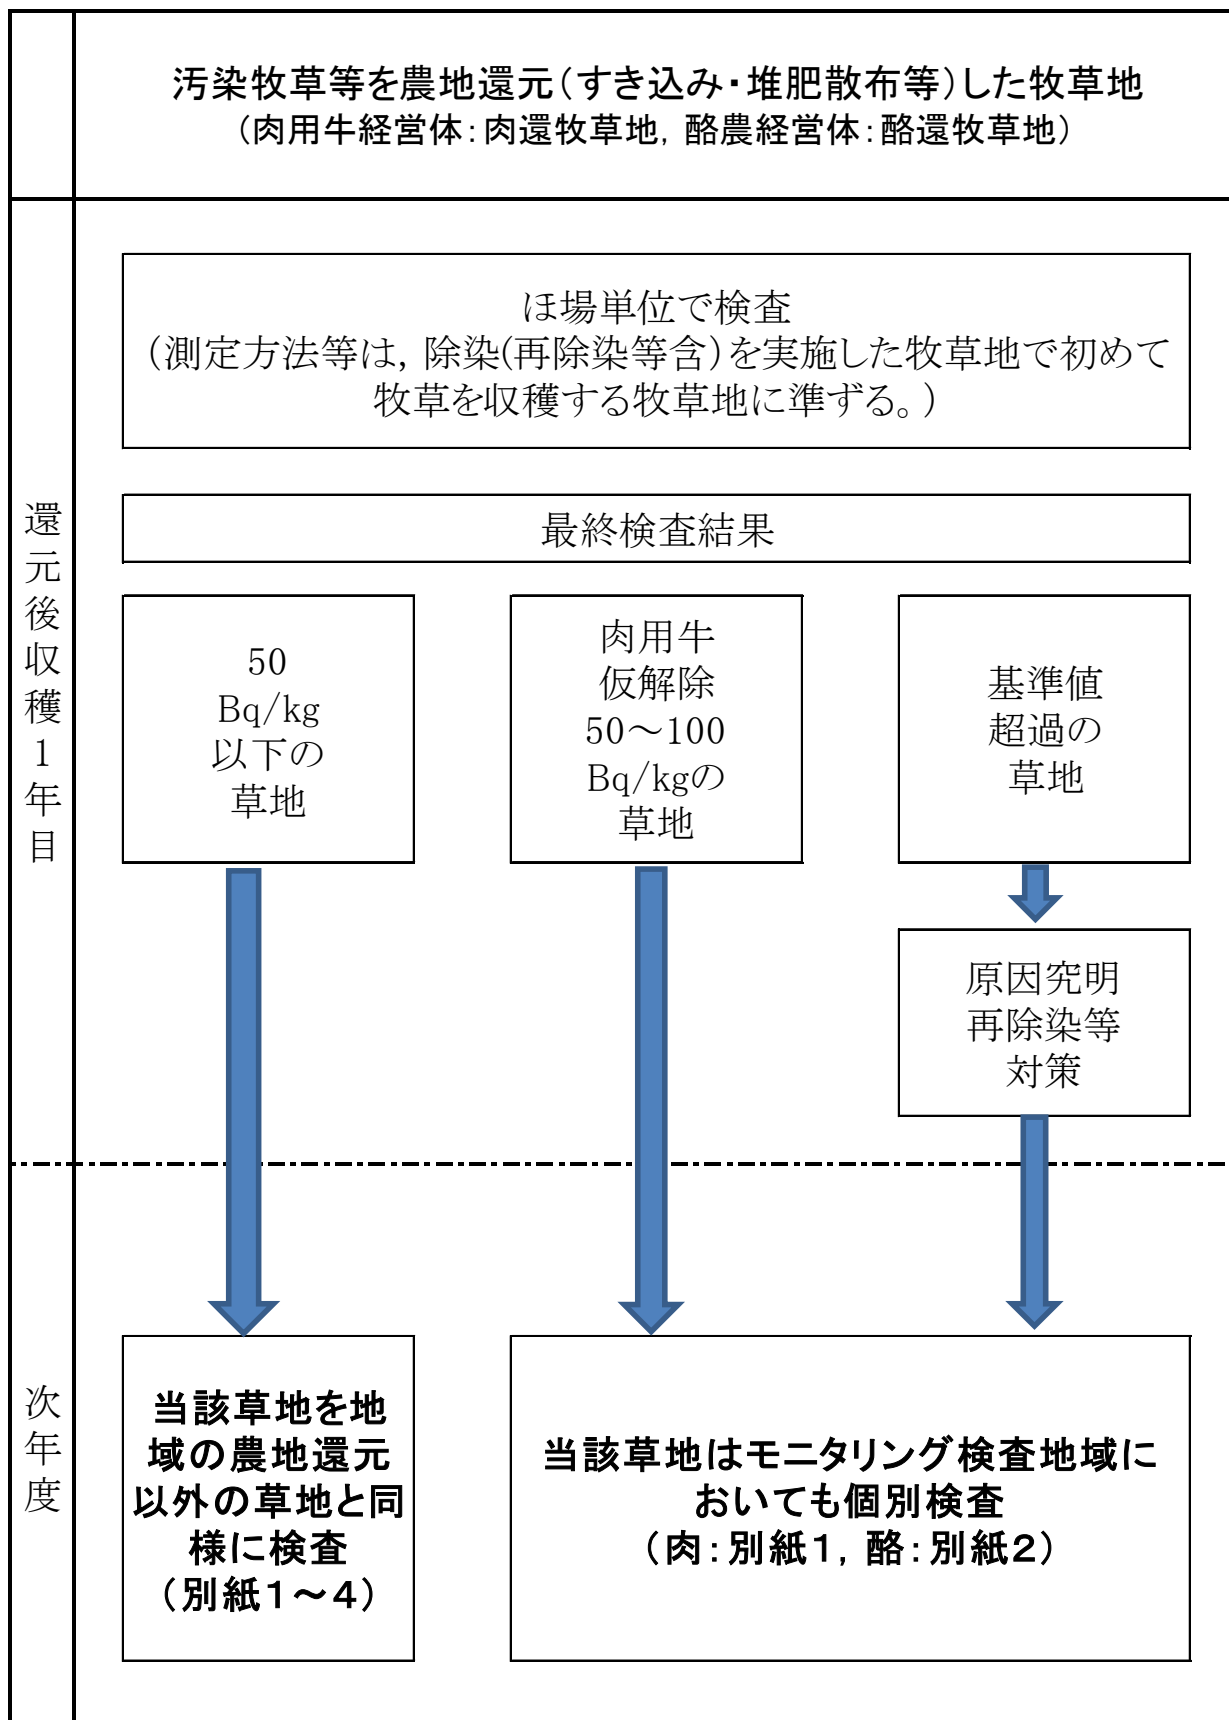 汚染牧草等を農地還元(すき込み・堆肥散布等)した牧草地
(肉用牛経営体:肉還牧草地,酪農経営体:酪還牧草地)
還元後収穫1年目
ほ場単位で検査
(測定方法等は,除染(再除染等含)を実施した牧草地で初めて
牧草を収穫する牧草地に準ずる。)
最終検査結果
50
Bq/kg
以下の
草地
肉用牛
仮解除
50~100
Bq/kgの
草地
基準値
超過の
草地
原因究明
再除染等
対策
次年度
当該草地を地
域の農地還元
以外の草地と同
様に検査
(別紙1~4)
当該草地はモニタリング検査地域に
おいても個別検査
(肉:別紙1,酪:別紙2)